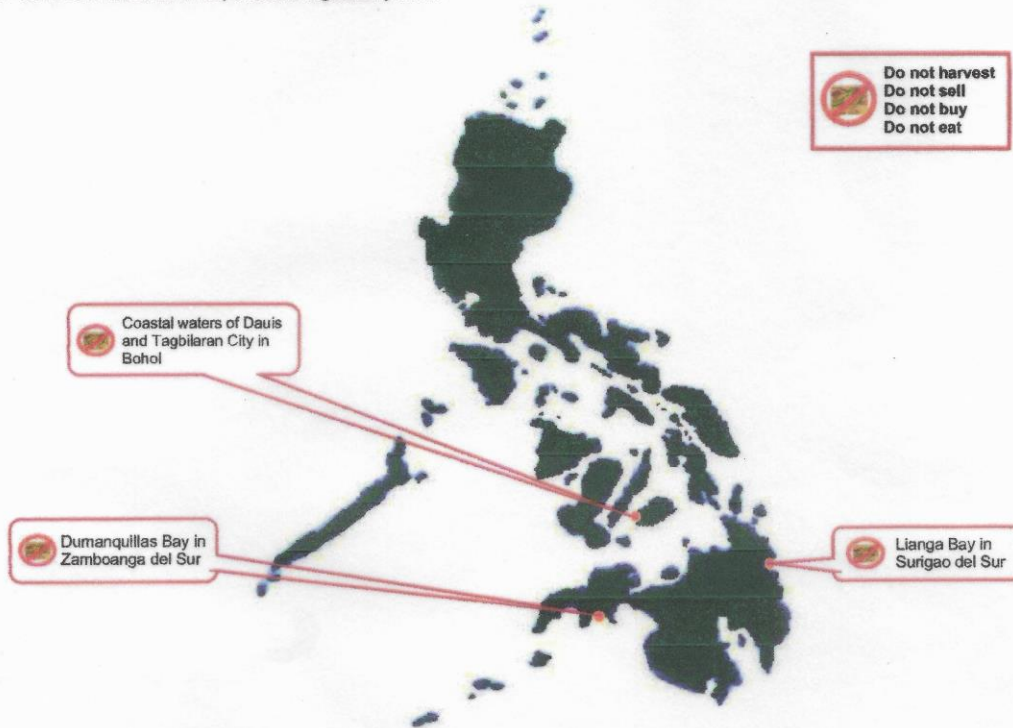 Do not harvest
Do not sell
Do not buy
Do not eat
Coastal waters of Dauis
and Tagbilaran City in
Bohol
Dumanquillas Bay in
Zamboanga del Sur
Lianga Bay in
Surigao del Sur